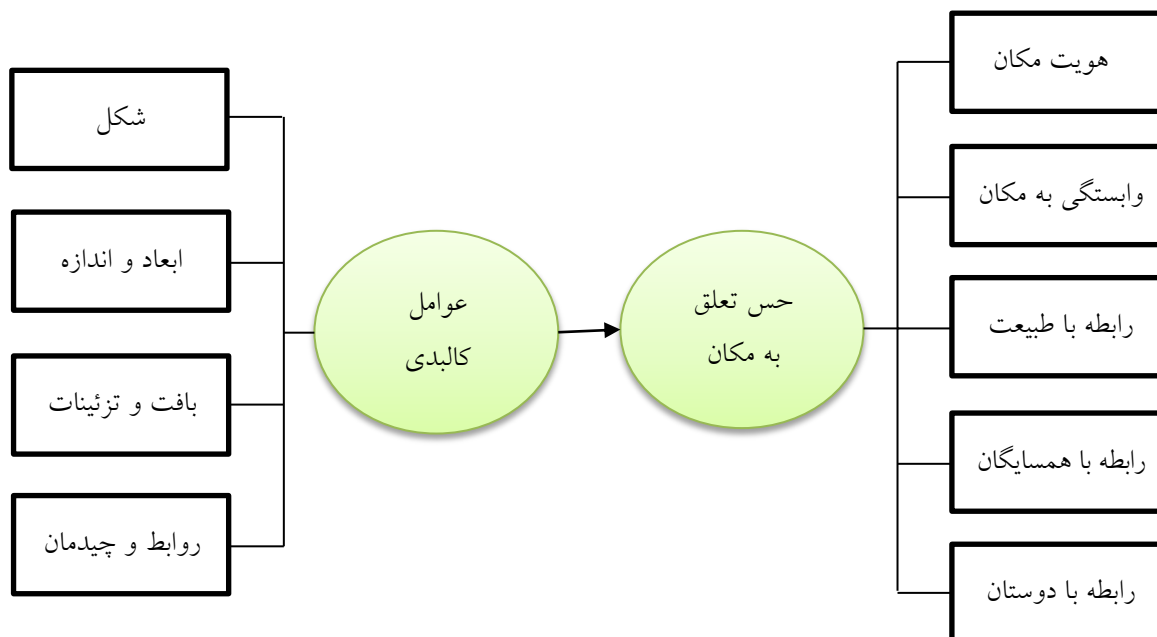 هویت مکان
وابستگی به مکان
رابطه با طبیعت
رابطه با همسایگان
رابطه با دوستان
حس تعلق
به مکان
عوامل
کالبدی
شکل
ابعاد و اندازه
بافت و تزئینات
روابط و چیدمان